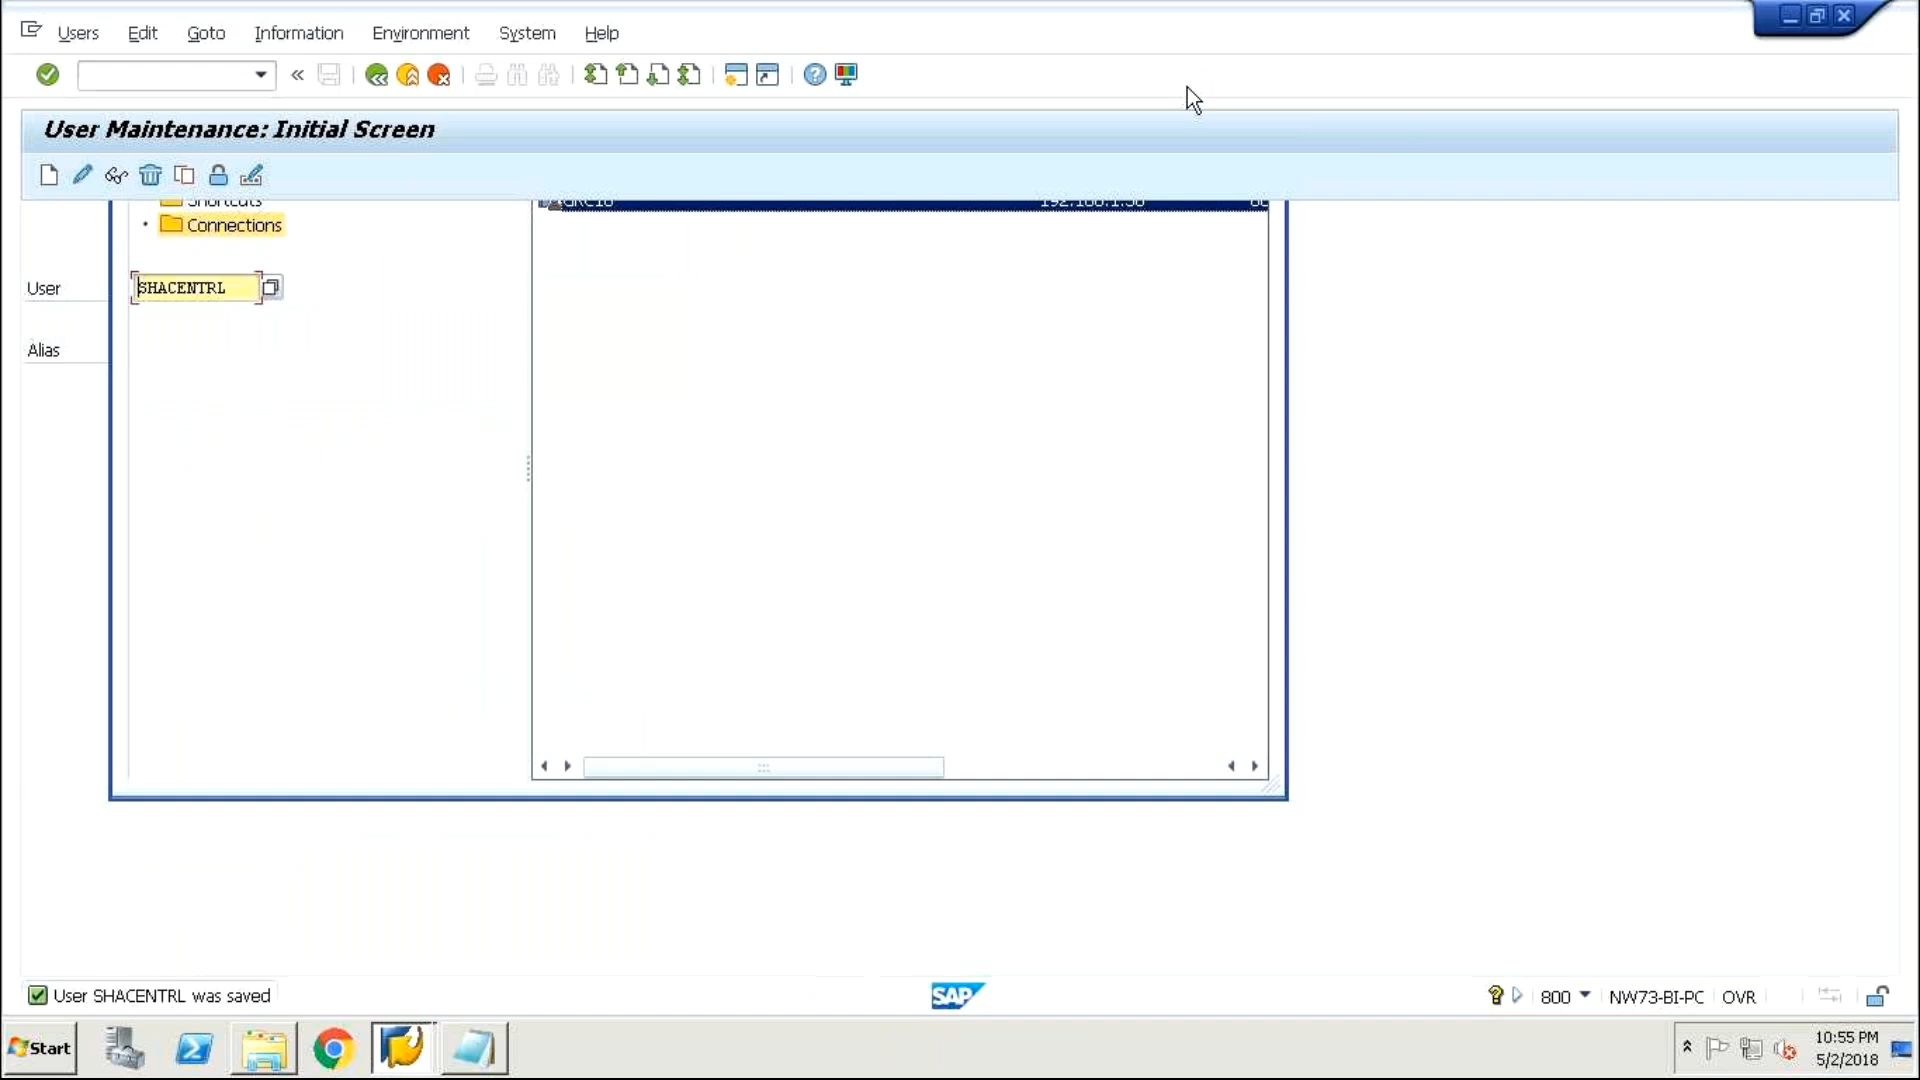 Users Edit Goto Information Environment System Help
User Maintenance: Initial Screen
Shortcuts
Connections
User SHACENTRL
Alias
User SHACENTRL was saved
SAP
800 NW73-BI-PC OVR
Start
10:55 PM
5/2/2018